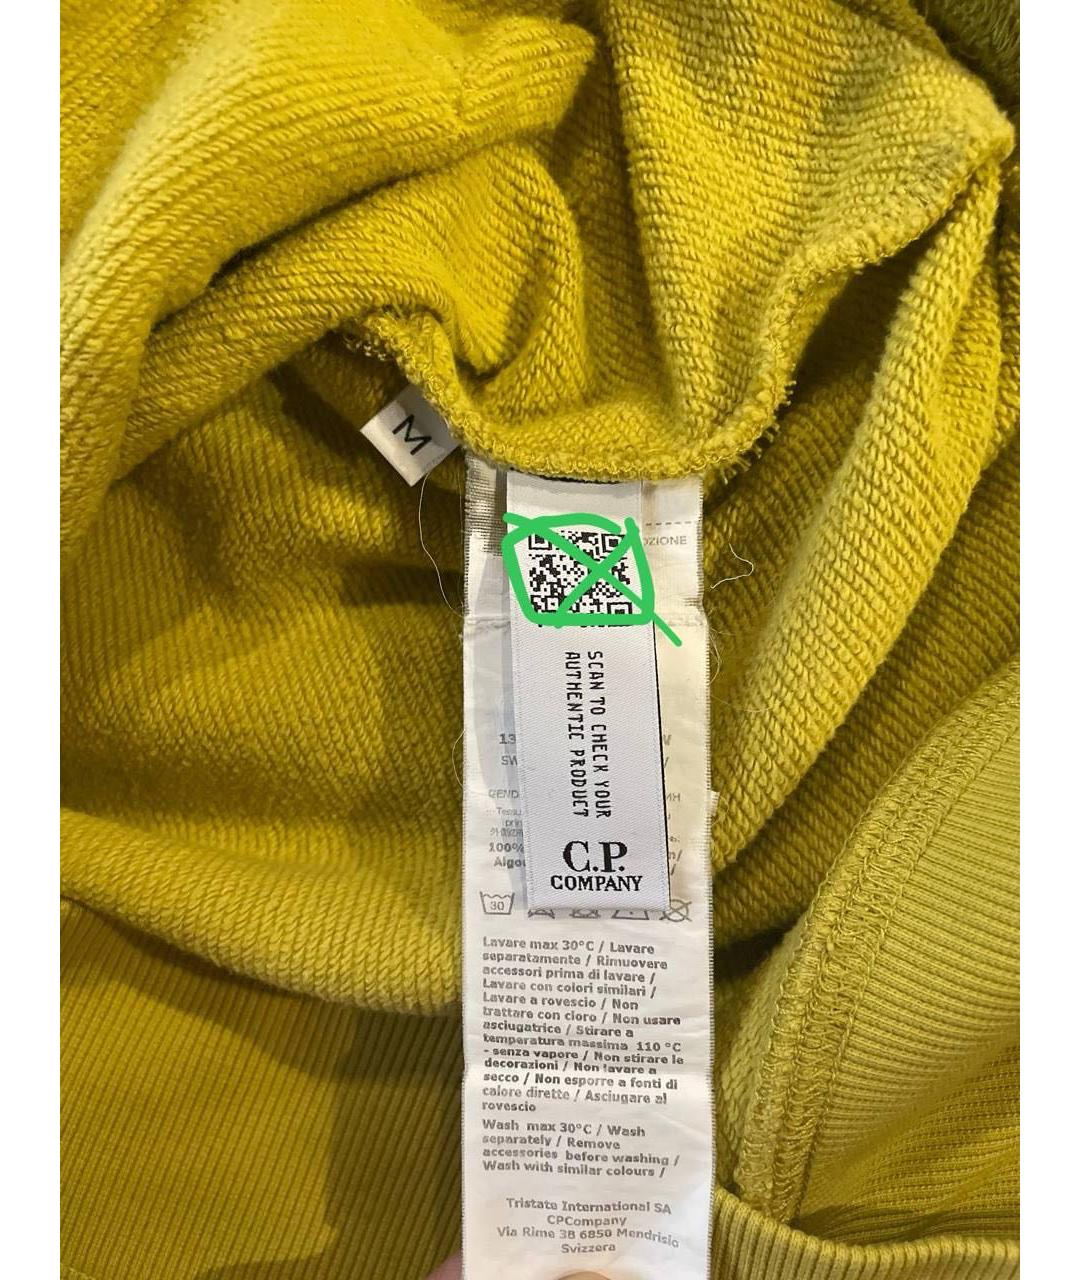 M
OZIONE
SCAN TO CHECK YOUR
AUTHENTIC PRODUCT
C.P.
COMPANY
13
SW
100%
30
Lavare max 30°C / Lavare
separatamente / Rimuovere
accessori prima di lavare /
Lavare con colori similari /
Lavare a rovescio / Non
trattare con cloro / Non usare
asciugatrice / Stirare a
temperatura massima 110 °C
- senza vapore / Non stirare le
decorazioni / Non lavare a
secco / Non esporre a fonti di
calore dirette / Asciugare al
rovescio
Wash max 30°C / Wash
separately / Remove
accessories before washing /
Wash with similar colours /
Tristate International SA
CPCompany
Via Rime 38 6850 Mendrisio
Svizzera